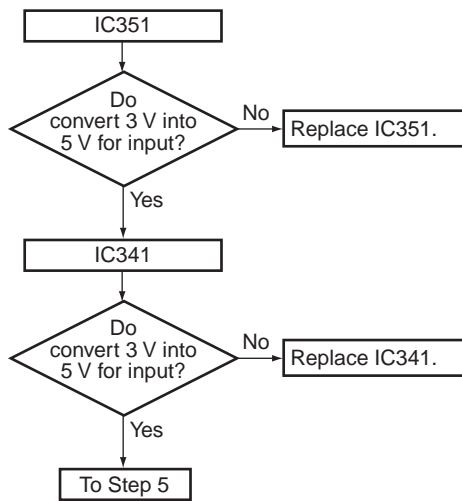 IC351
Do
convert 3 V into
5 V for input?
No
Replace IC351.
Yes
IC341
Do
convert 3 V into
5 V for input?
No
Replace IC341.
Yes
To Step 5